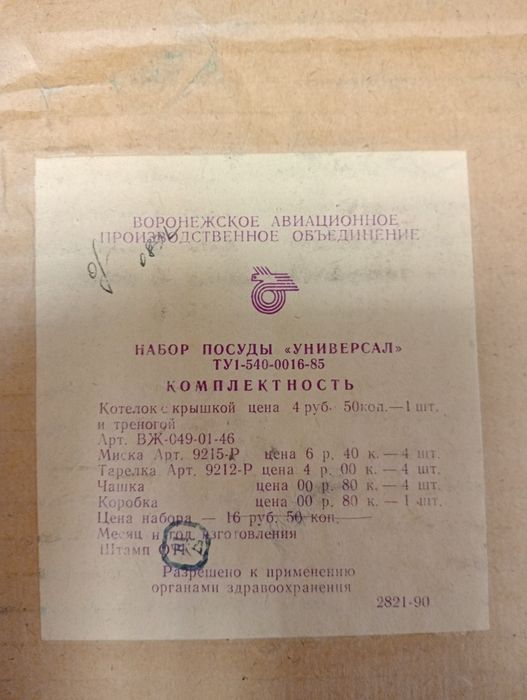 ВОРОНЕЖСКОЕ АВИАЦИОННОЕ
ПРОИЗВОДСТВЕННОЕ ОБЪЕДИНЕНИЕ
НАБОР ПОСУДЫ «УНИВЕРСАЛ»
ТУ1-540-0016-85
КОМПЛЕКТНОСТЬ
Котелок с крышкой цена 4 руб. 50 коп.—1 шт.
и треногой
Арт. ВЖ-049-01-46
Миска Арт. 9215-Р цена 6 р. 40 к. — 4 шт.
Тарелка Арт. 9212-Р цена 4 р. 00 к. — 4 шт.
Чашка цена 00 р. 80 к. — 4 шт.
Коробка цена 00 р. 80 к. — 1 шт.
Цена набора — 16 руб. 50 коп.
Месяц и год изготовления
Штамп ОТК
Разрешено к применению
органами здравоохранения
2821-90